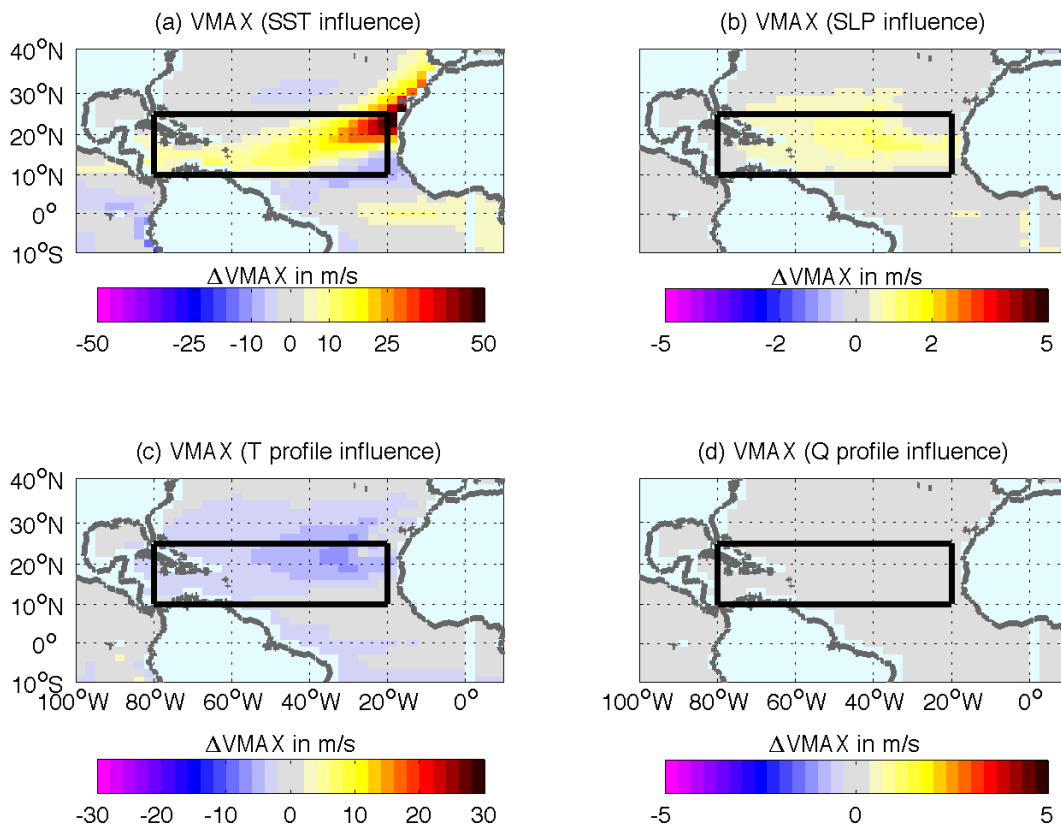 (a) VMAX (SST influence)
40°N
30°N
20°N
10°N
0°
10°S
ΔVMAX in m/s
-50 -25 -10 0 10 25 50
(b) VMAX (SLP influence)
ΔVMAX in m/s
-5 -2 0 2 5
(c) VMAX (T profile influence)
40°N
30°N
20°N
10°N
0°
10°S
100°W 80°W 60°W 40°W 20°W 0°
ΔVMAX in m/s
-30 -20 -10 0 10 20 30
(d) VMAX (Q profile influence)
100°W 80°W 60°W 40°W 20°W 0°
ΔVMAX in m/s
-5 0 5